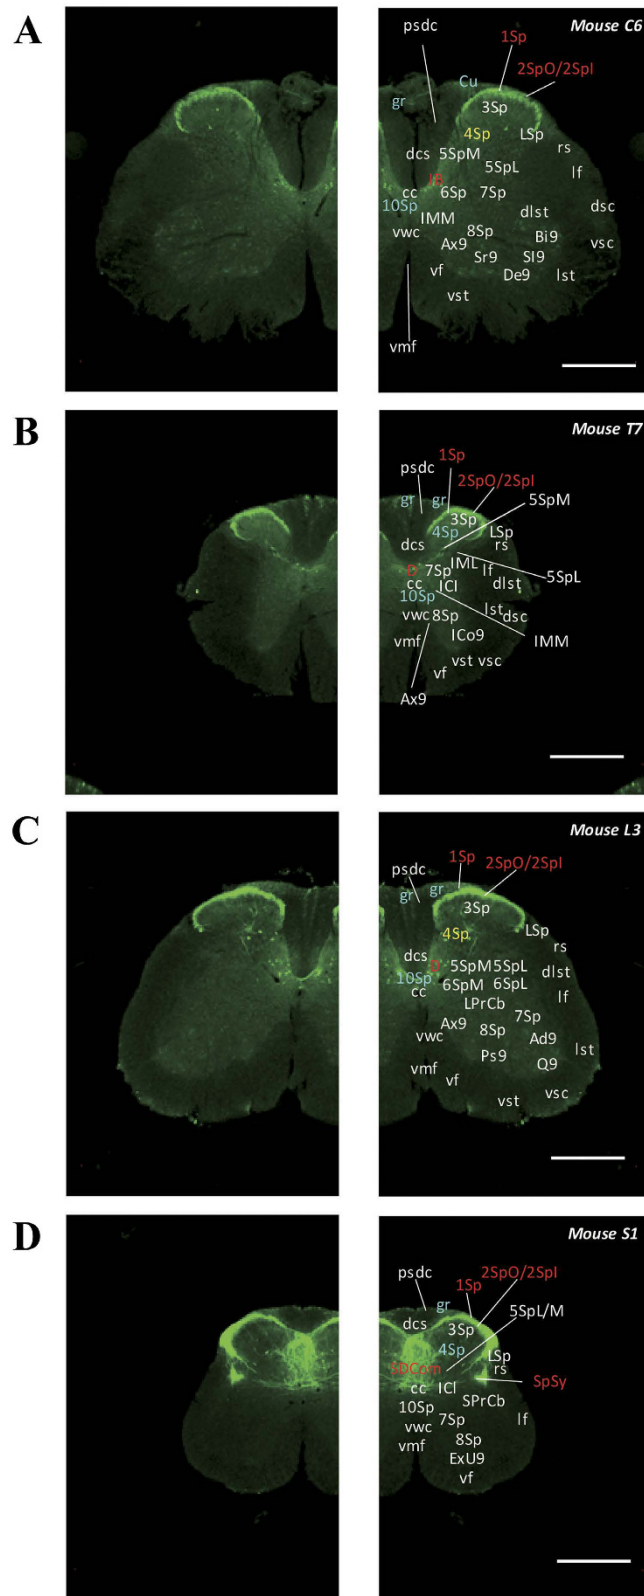 A
psdc
Mouse C6
1Sp
2SpO/2SpI
Cu
gr
3Sp
4Sp
LSp
rs
dcs
5SpM
5SpL
lf
IB
cc
6Sp
7Sp
10Sp
dsc
IMM
dlst
vwc
8Sp
Bi9
vsc
Ax9
Sr9
SI9
vf
De9
lst
vst
vmf
B
Mouse T7
1Sp
psdc
2SpO/2SpI
gr
gr
5SpM
3Sp
4Sp
LSp
dcs
rs
IML
D
7Sp
lf
5SpL
cc
ICl
dlst
10Sp
lst
vwc
8Sp
dsc
vmf
ICo9
IMM
vst
vsc
vf
Ax9
C
Mouse L3
1Sp
2SpO/2SpI
psdc
gr
gr
3Sp
LSp
4Sp
rs
dcs
D
5SpM
5SpL
dlst
10Sp
6SpM
6SpL
cc
LPrCb
lf
7Sp
Ax9
8Sp
vwc
Ad9
lst
Ps9
vmf
Q9
vf
vsc
vst
D
Mouse S1
psdc
2SpO/2SpI
1Sp
gr
5SpL/M
dcs
3Sp
4Sp
LSp
SDCom
rs
SpSy
cc
ICl
SPrCb
10Sp
7Sp
lf
vwc
vmf
8Sp
ExU9
vf